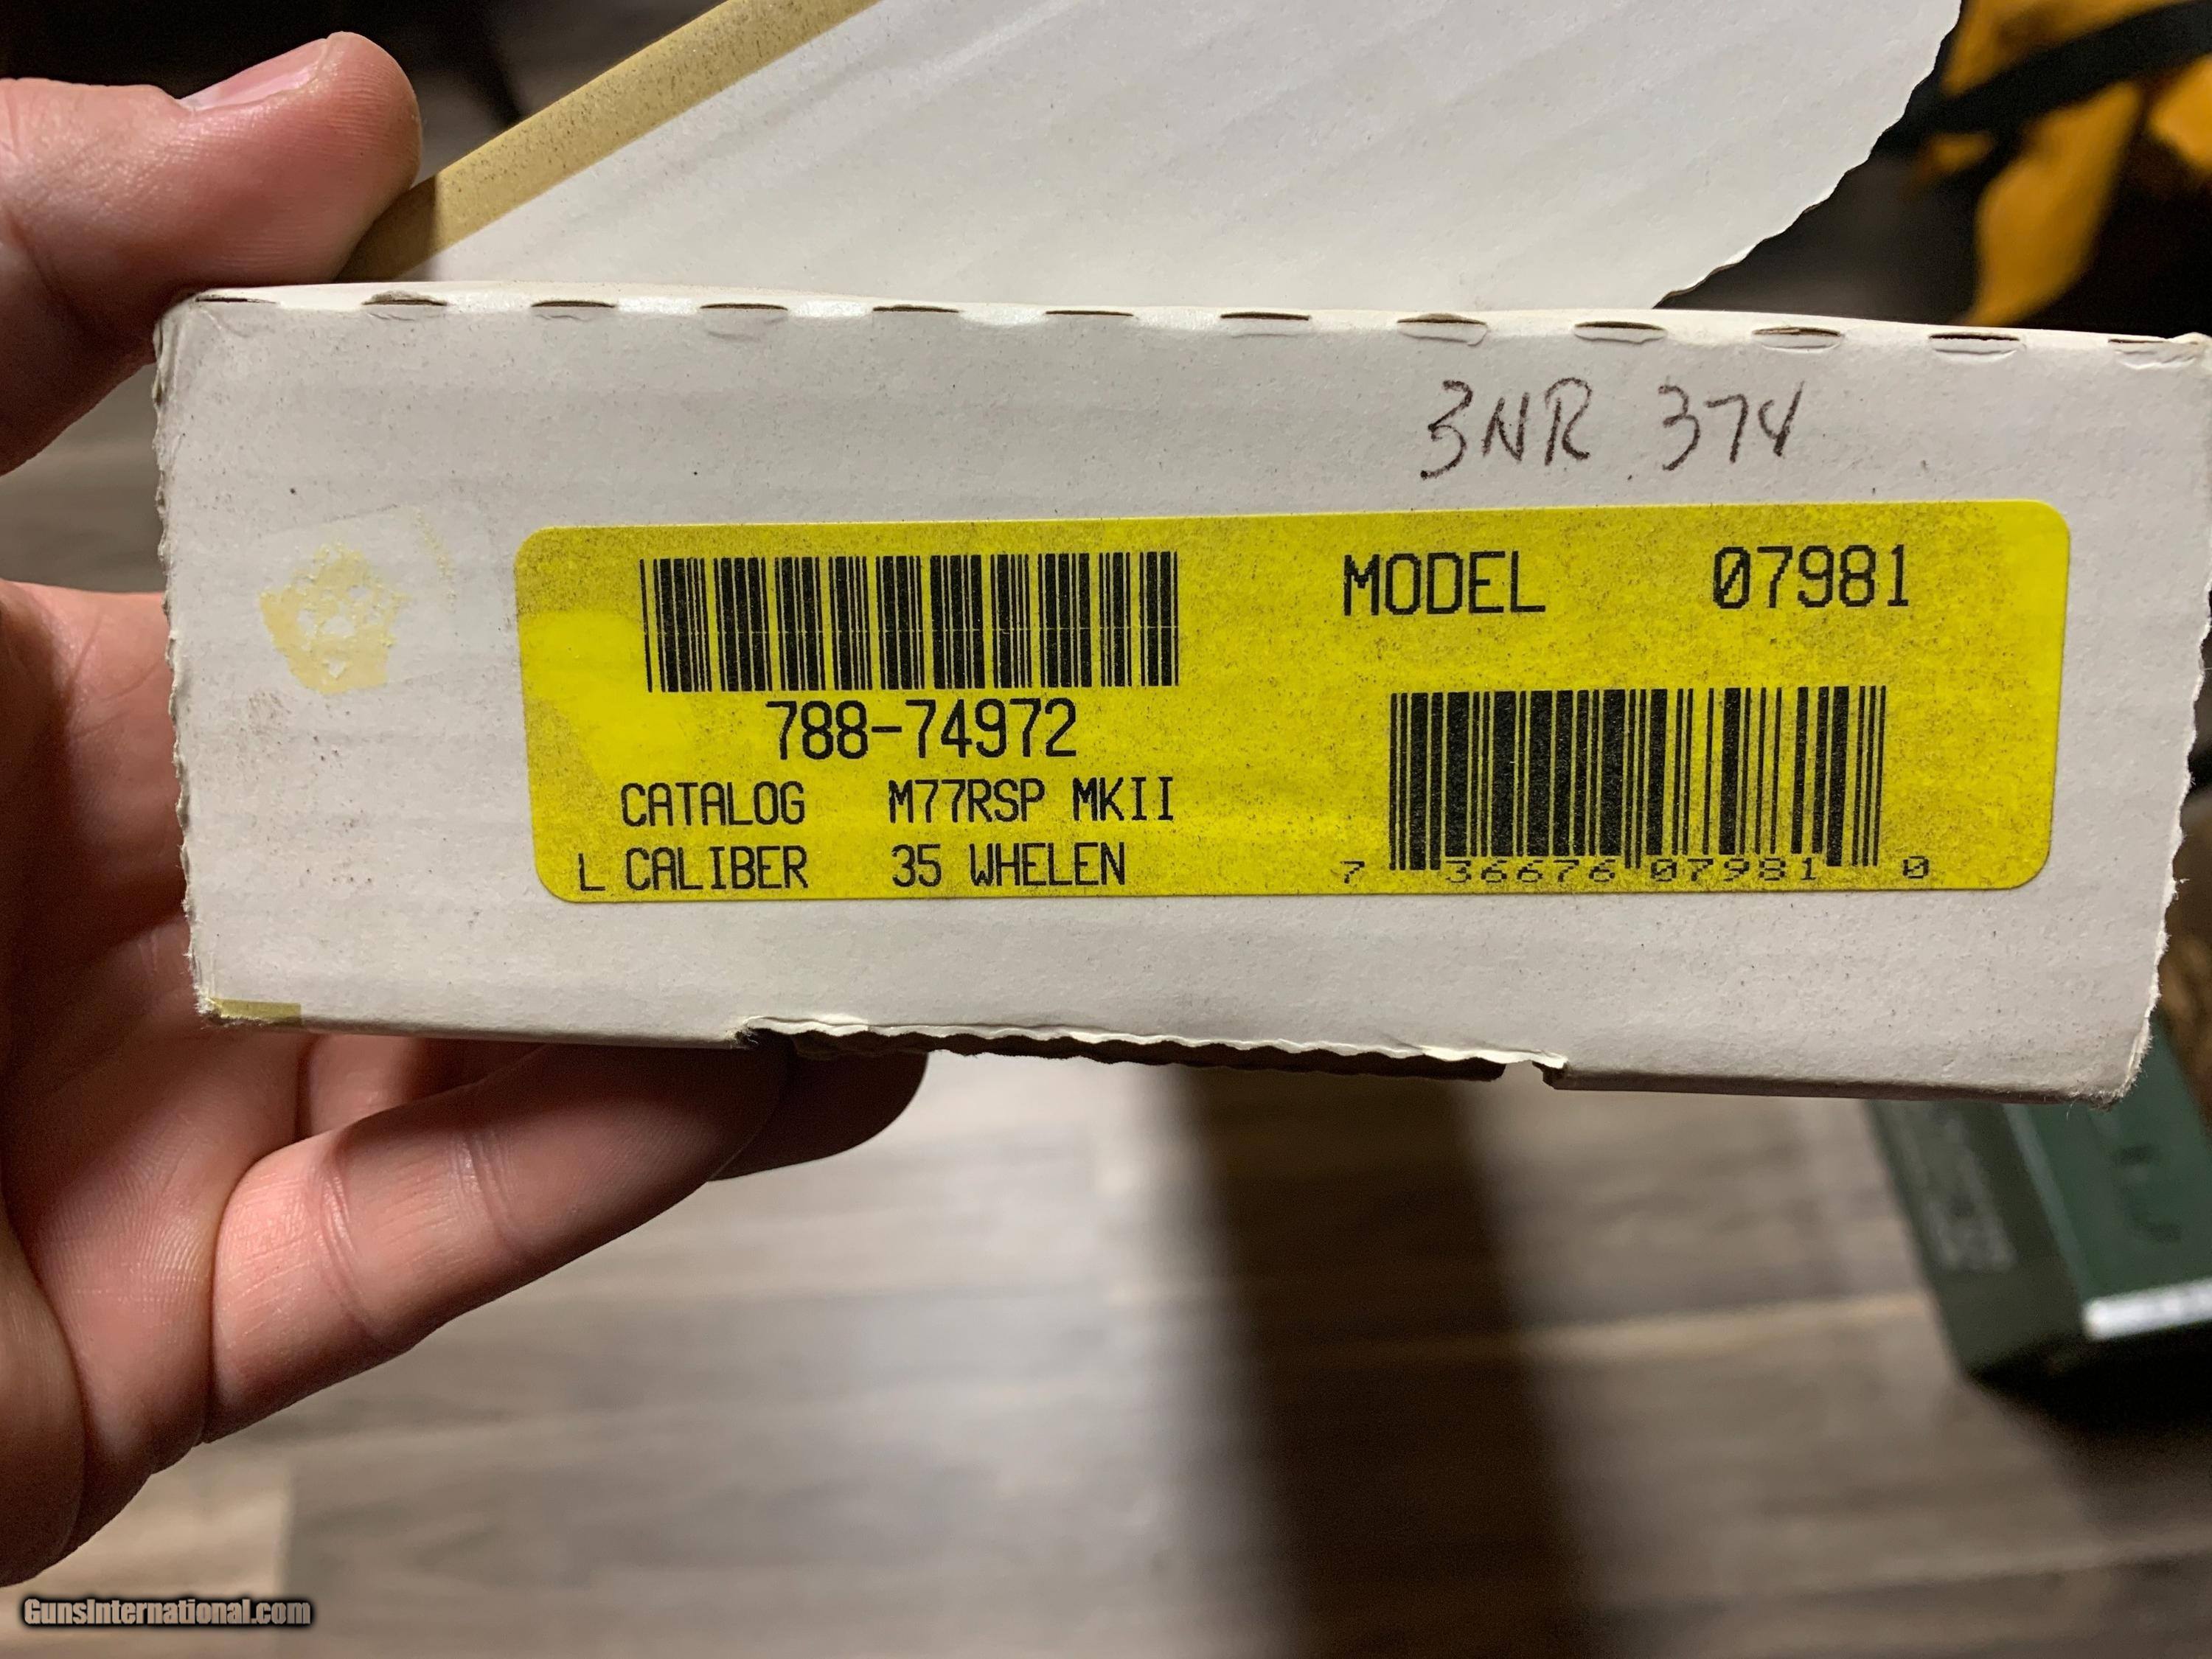 3NR 374
788-74972
CATALOG M77RSP MKII
L CALIBER 35 WHELEN
MODEL 07981
7 36676 07981 0
GunsInternational.com